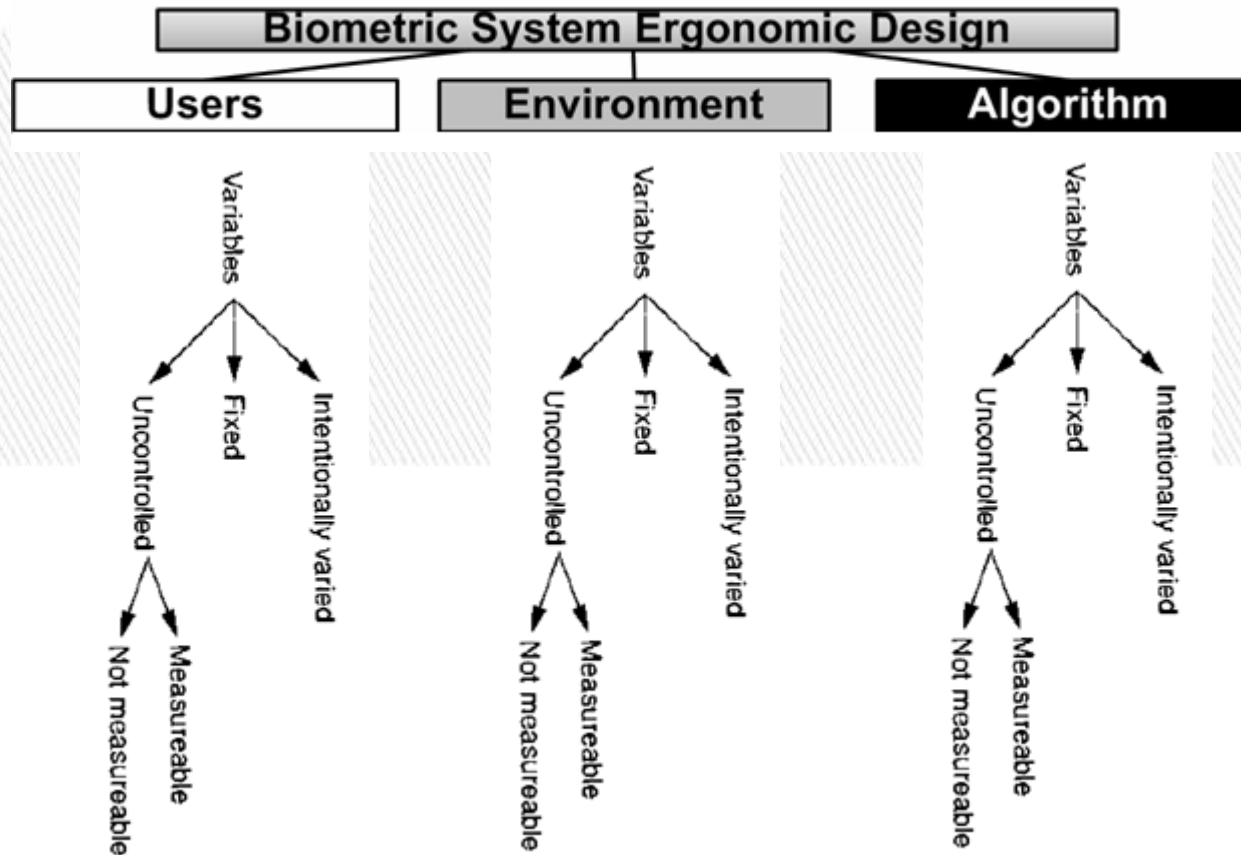 Biometric System Ergonomic Design
Users
Environment
Algorithm
Variables
Uncontrolled
Fixed
Intentionally varied
Not measureable
Measureable
Variables
Uncontrolled
Fixed
Intentionally varied
Not measureable
Measureable
Variables
Uncontrolled
Fixed
Intentionally varied
Not measureable
Measureable